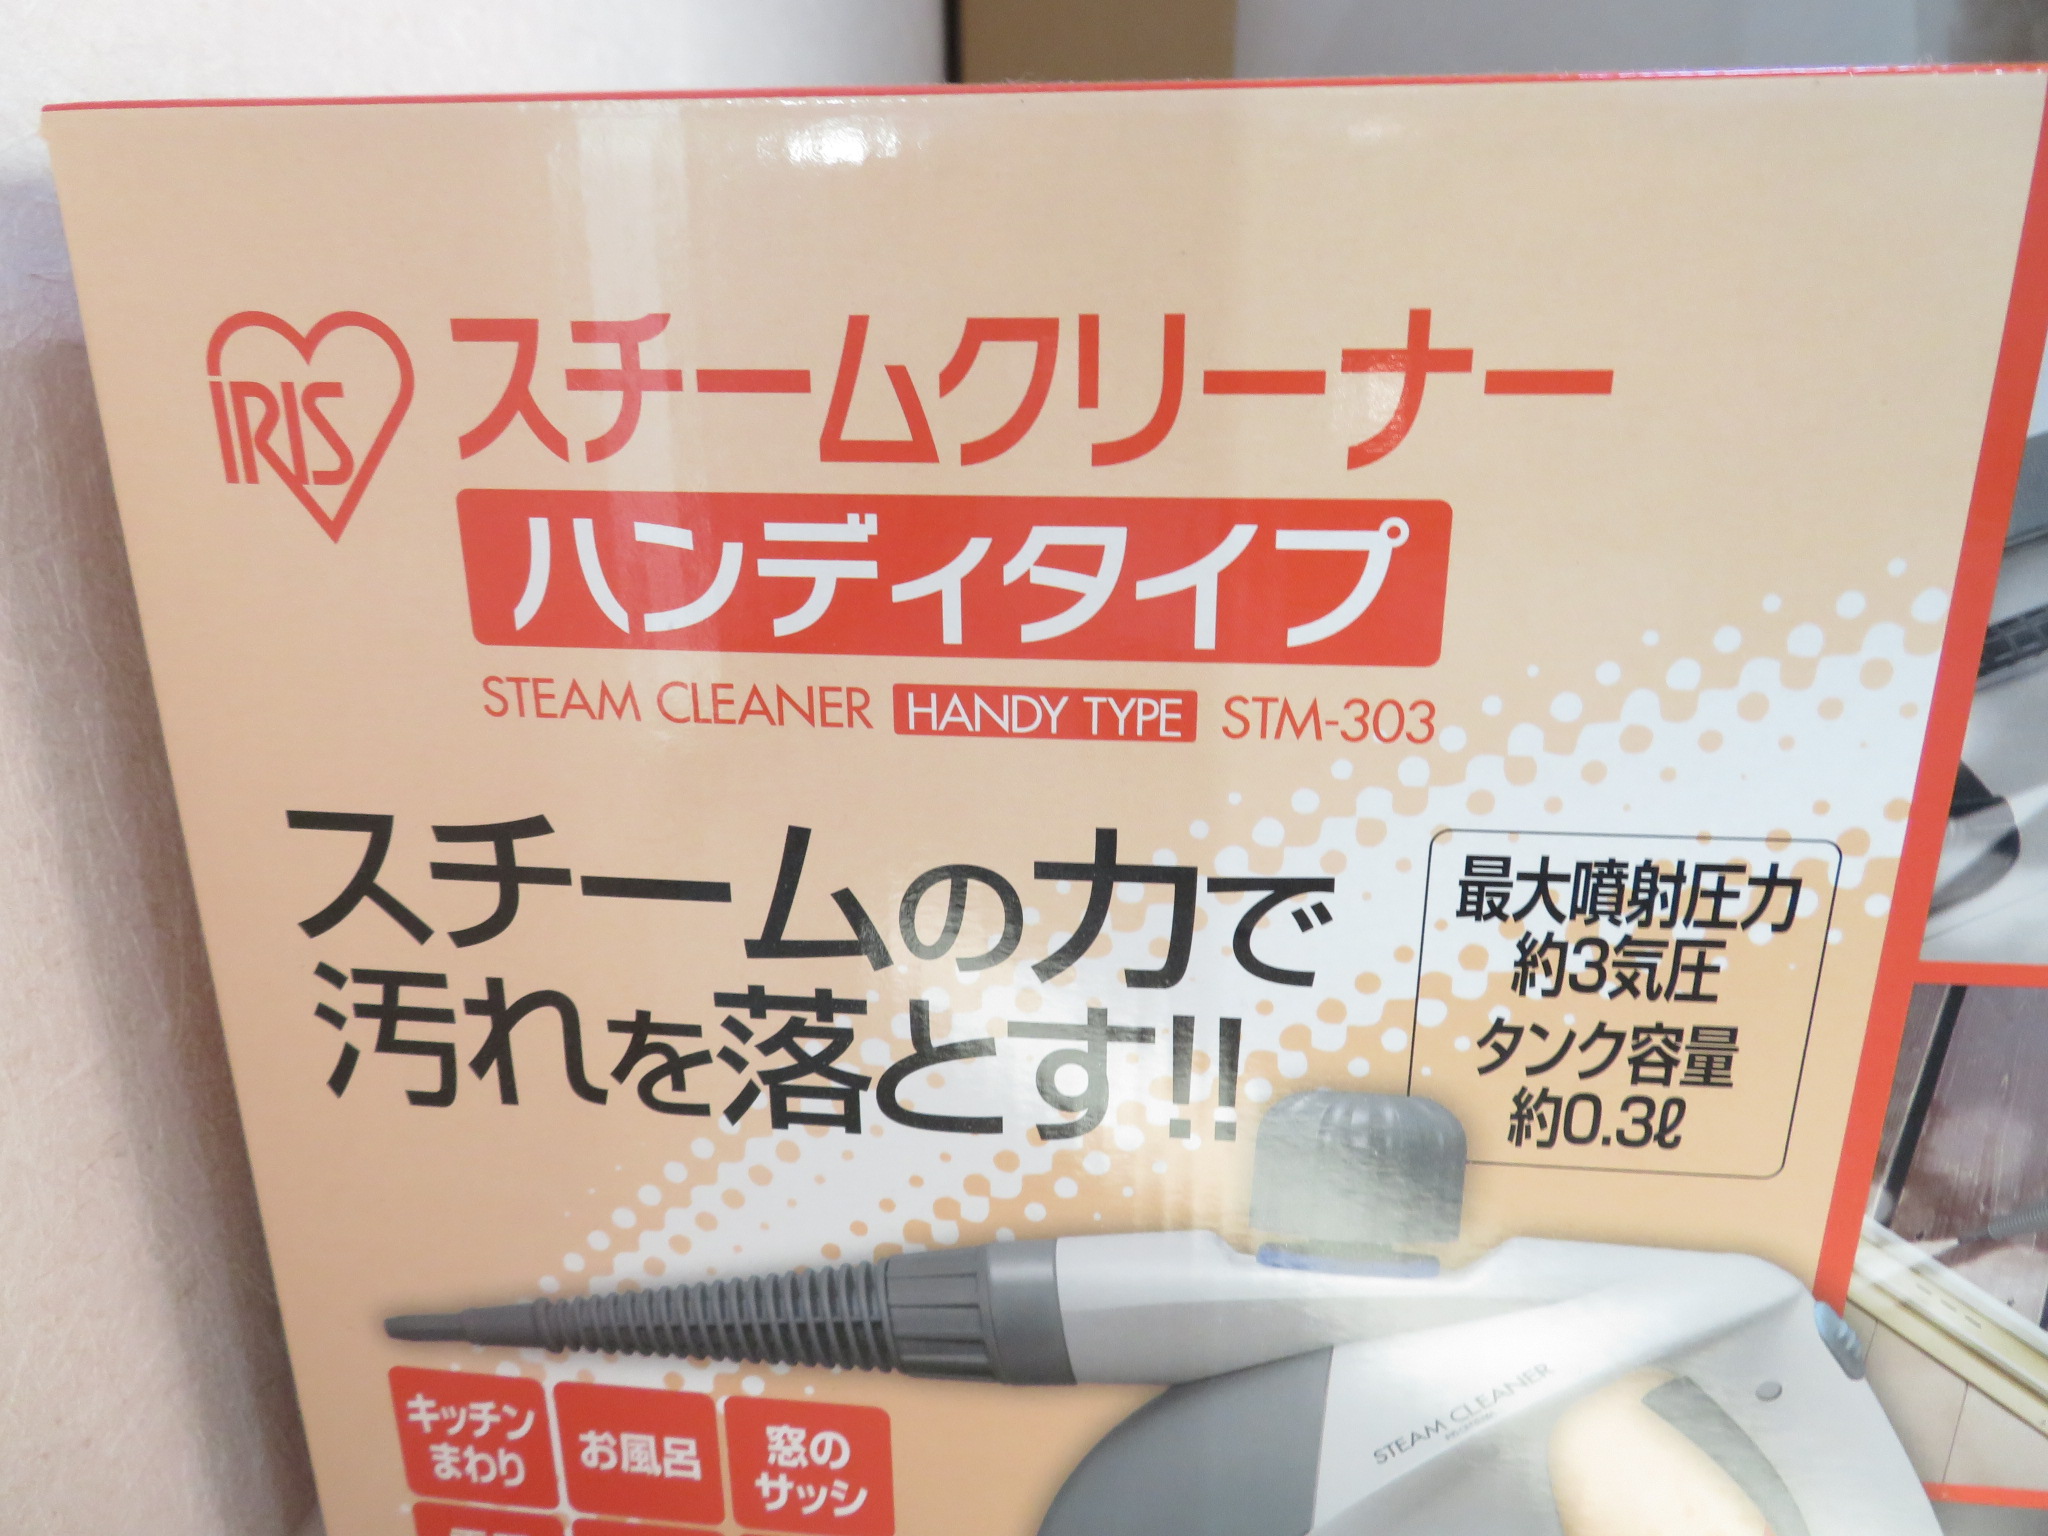 iRIS
スチームクリーナー
ハンディタイプ
STEAM CLEANER HANDY TYPE STM-303
スチームの力で
汚れを落とす!!
最大噴射圧力
約3気圧
タンク容量
約0.3ℓ
STEAM CLEANER
キッチン
まわり
お風呂
窓の
サッシ